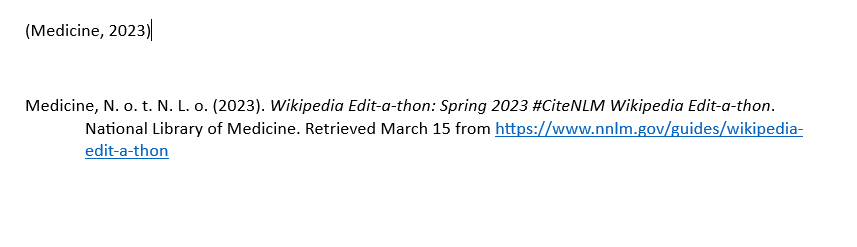 (Medicine, 2023)
Medicine, N. o. t. N. L. o. (2023). Wikipedia Edit-a-thon: Spring 2023 #CiteNLM Wikipedia Edit-a-thon.
National Library of Medicine. Retrieved March 15 from https://www.nnlm.gov/guides/wikipedia-
edit-a-thon